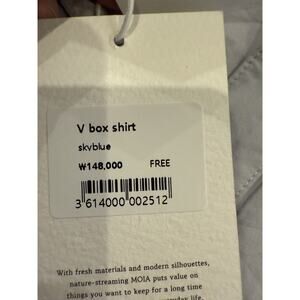 V box shirt
skyblue
₩148,000 FREE
3 614000 002512
With fresh materials and modern silhouettes,
nature-streaming MOIA puts value on
things you want to keep for a long time
life.